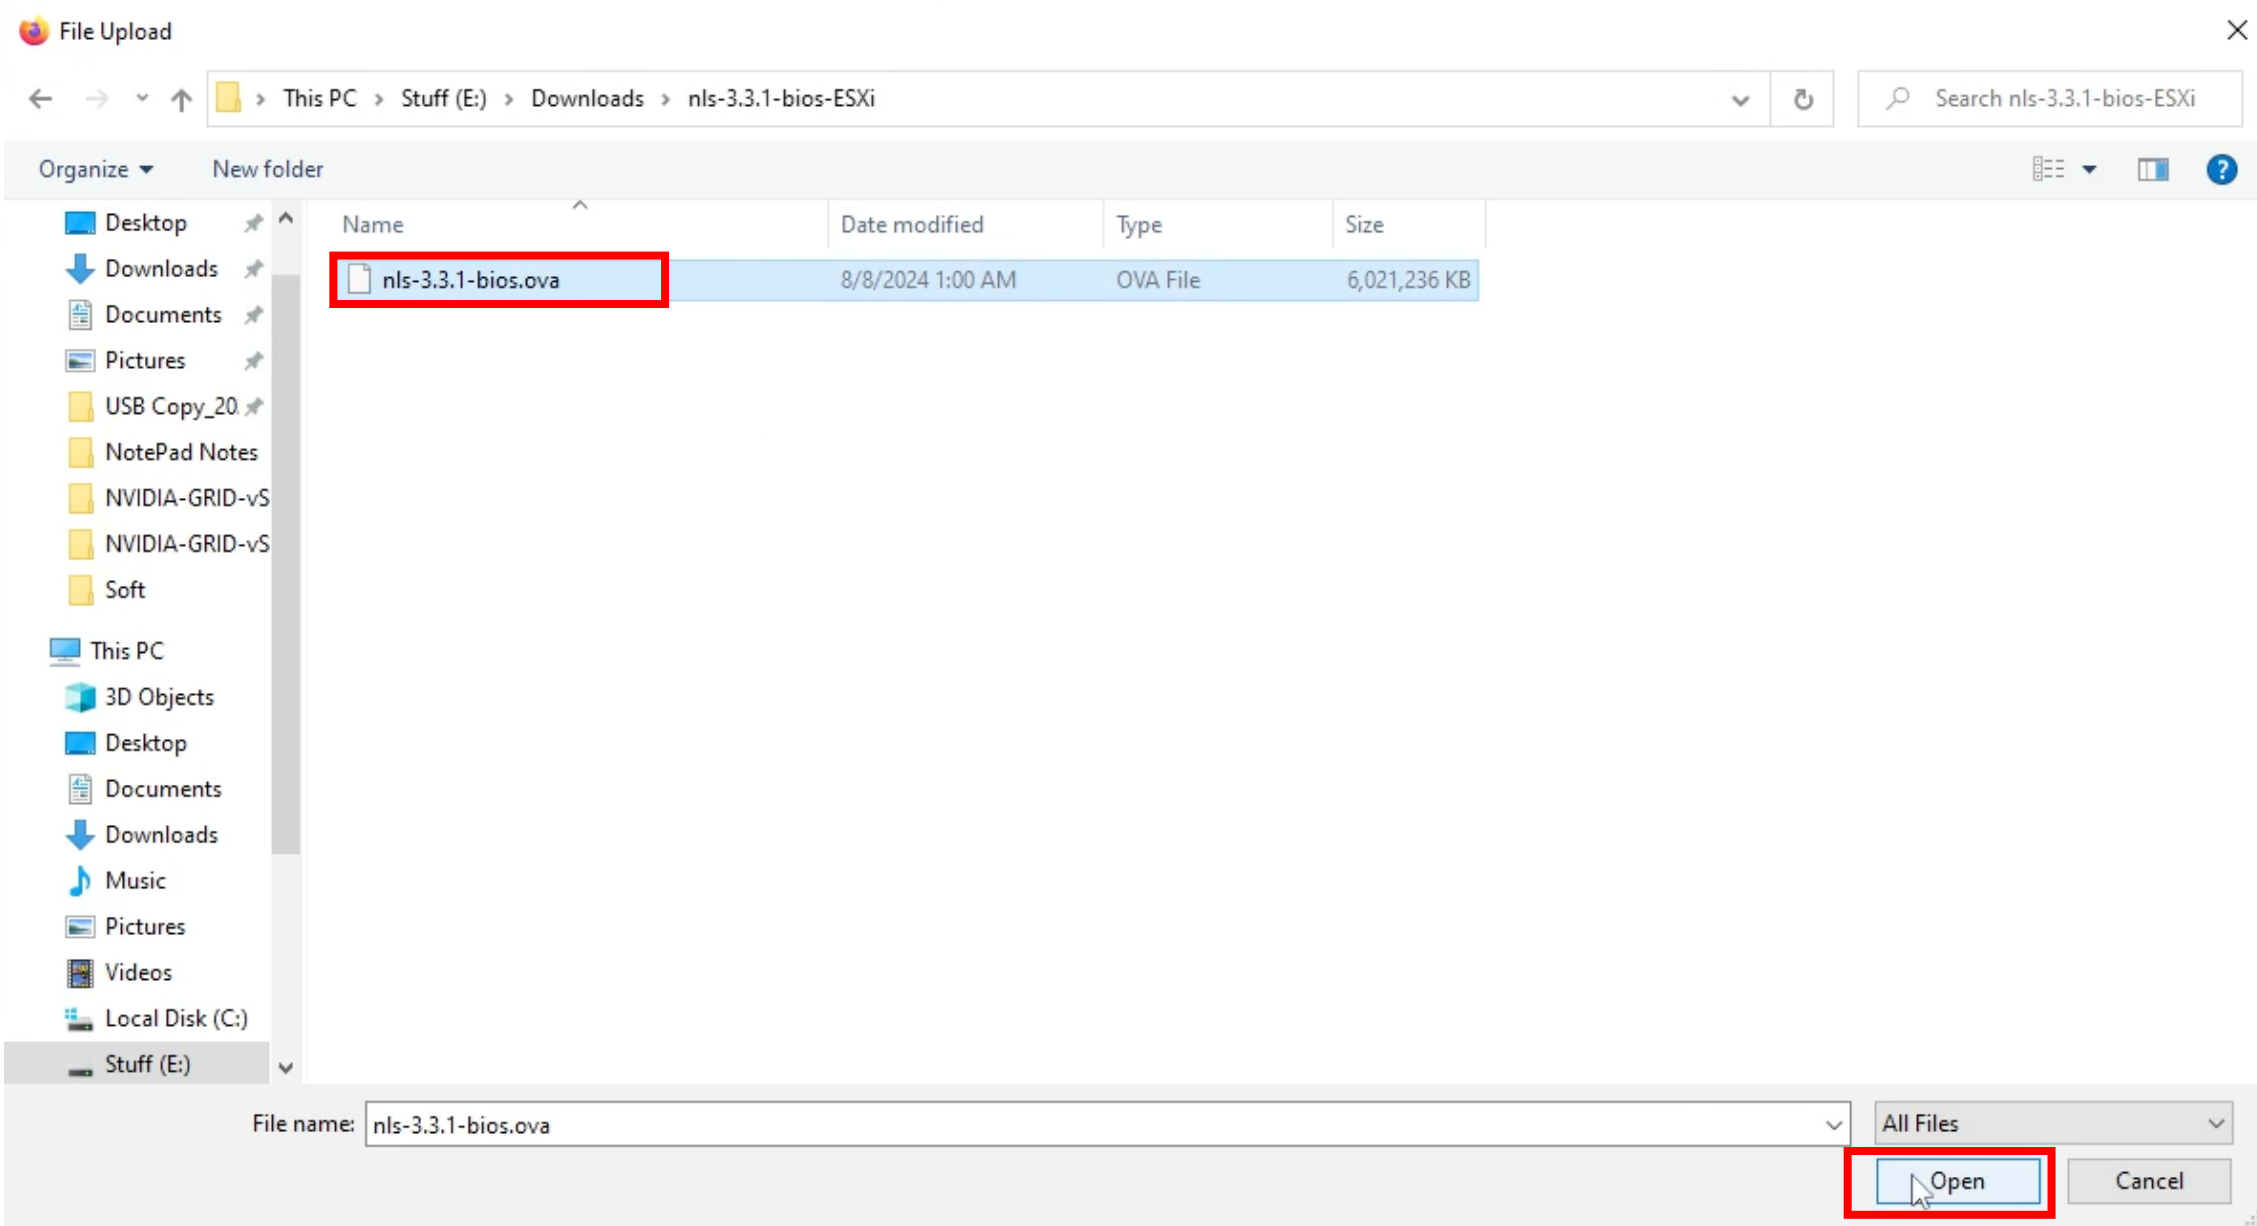 File Upload
This PC > Stuff (E:) > Downloads > nls-3.3.1-bios-ESXi
Search nls-3.3.1-bios-ESXi
Organize
New folder
Name
Date modified
Type
Size
nls-3.3.1-bios.ova
8/8/2024 1:00 AM
OVA File
6,021,236 KB
Desktop
Downloads
Documents
Pictures
USB Copy_20
NotePad Notes
NVIDIA-GRID-vS
NVIDIA-GRID-vS
Soft
This PC
3D Objects
Desktop
Documents
Downloads
Music
Pictures
Videos
Local Disk (C:)
Stuff (E:)
File name:
nls-3.3.1-bios.ova
All Files
Open
Cancel